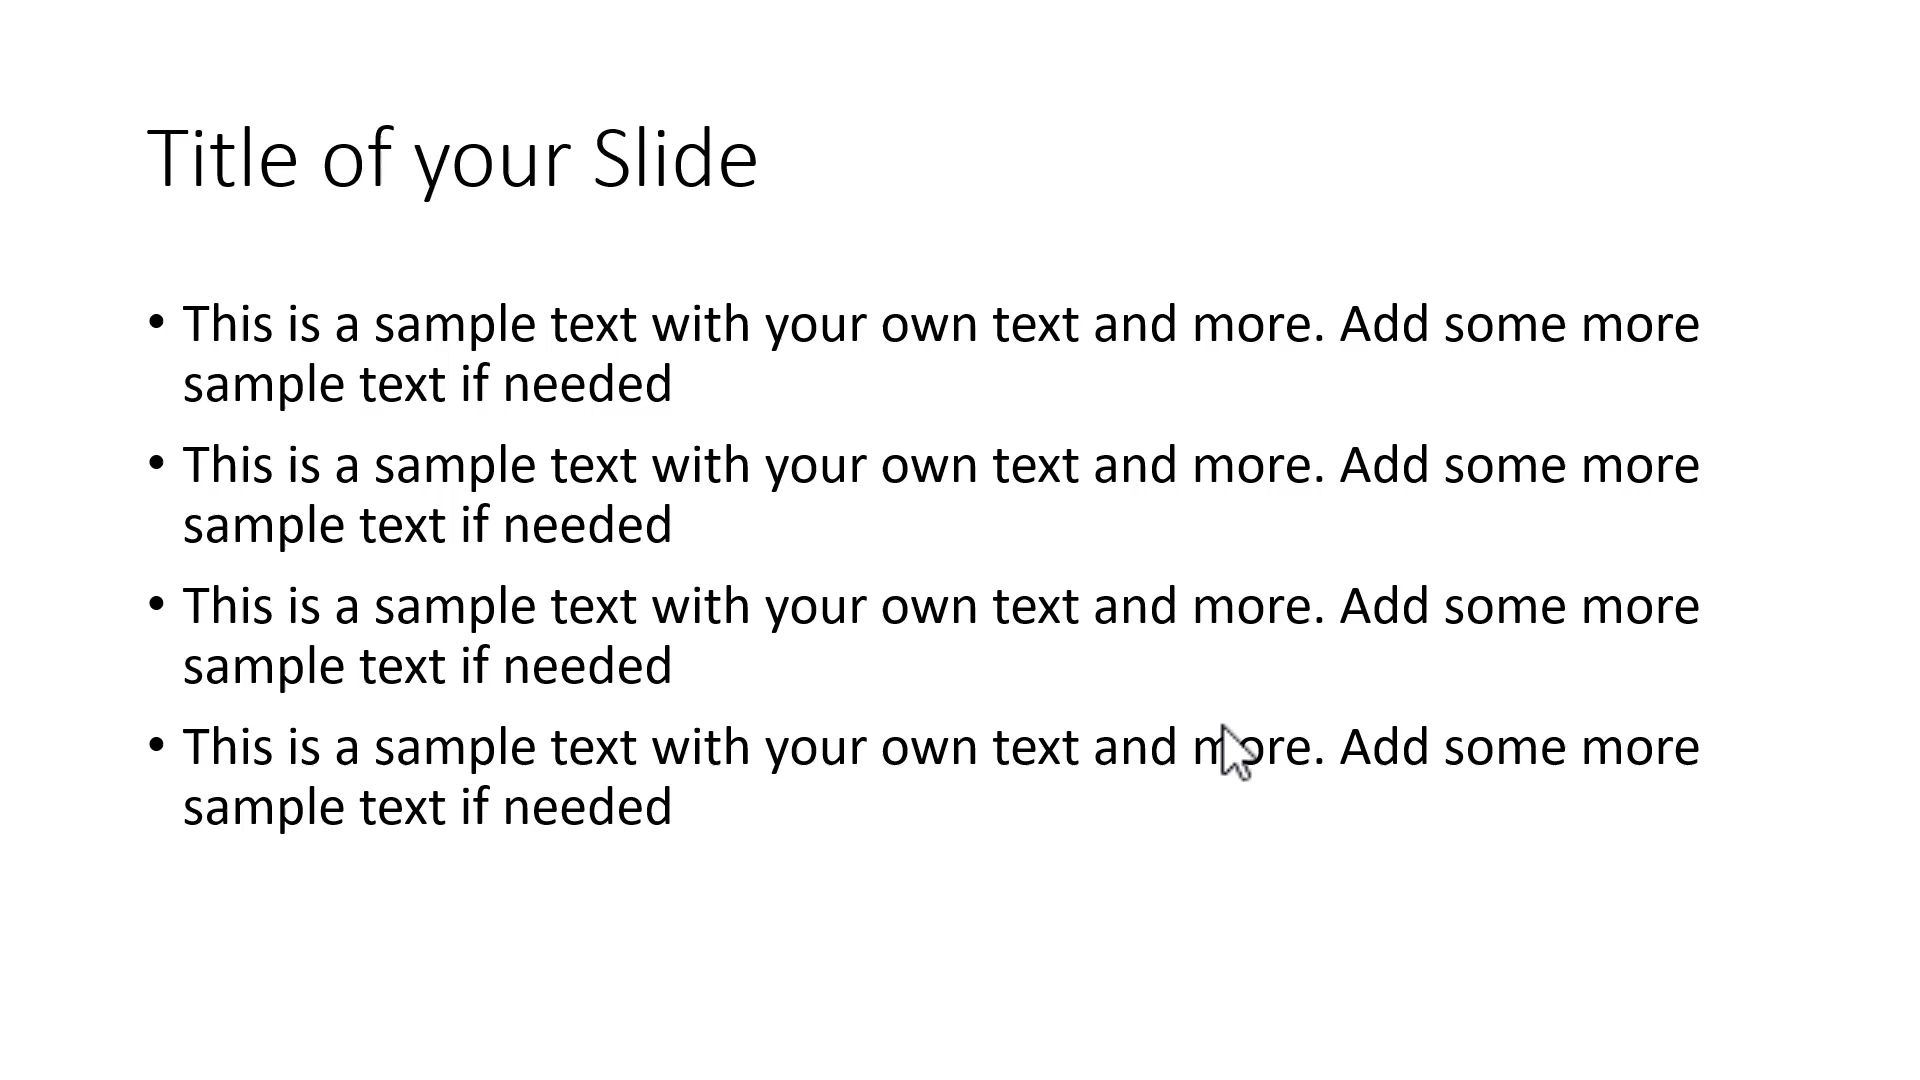 Title of your Slide
• This is a sample text with your own text and more. Add some more
sample text if needed
• This is a sample text with your own text and more. Add some more
sample text if needed
• This is a sample text with your own text and more. Add some more
sample text if needed
• This is a sample text with your own text and more. Add some more
sample text if needed